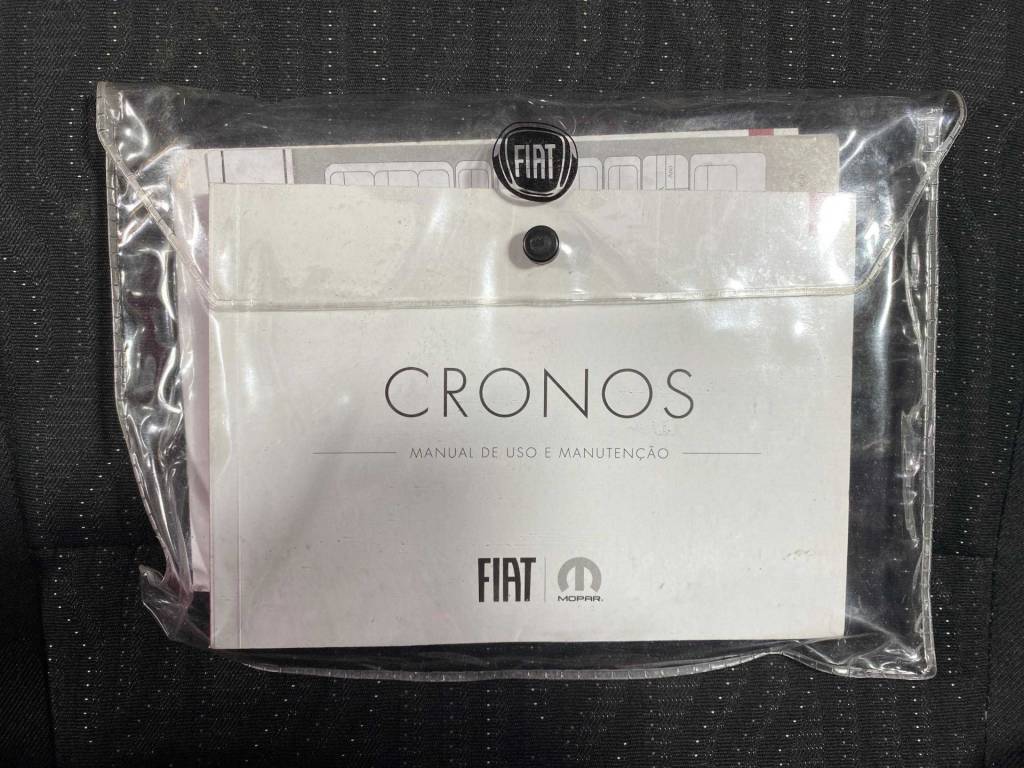 FIAT
CRONOS
MANUAL DE USO E MANUTENÇÃO
FIAT
MOPAR.